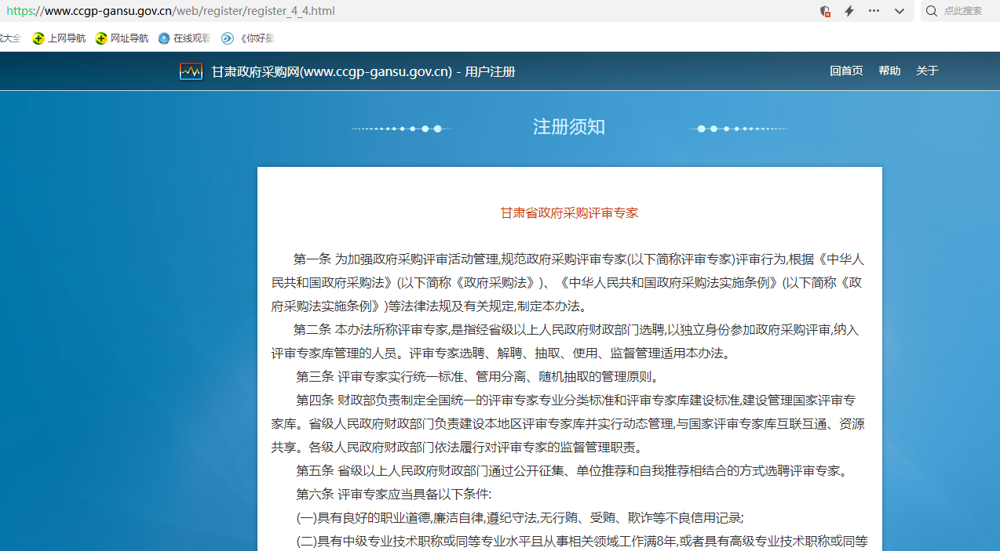 https://www.ccgp-gansu.gov.cn/web/register/register_4_4.html
点此搜索
大全 上网导航 网址导航 在线观看 《你好星
甘肃政府采购网(www.ccgp-gansu.gov.cn) - 用户注册
回首页 帮助 关于
注册须知
甘肃省政府采购评审专家
第一条 为加强政府采购评审活动管理,规范政府采购评审专家(以下简称评审专家)评审行为,根据《中华人
民共和国政府采购法》(以下简称《政府采购法》)、《中华人民共和国政府采购法实施条例》(以下简称《政
府采购法实施条例》)等法律法规及有关规定,制定本办法。
第二条 本办法所称评审专家,是指经省级以上人民政府财政部门选聘,以独立身份参加政府采购评审,纳入
评审专家库管理的人员。评审专家选聘、解聘、抽取、使用、监督管理适用本办法。
第三条 评审专家实行统一标准、管用分离、随机抽取的管理原则。
第四条 财政部负责制定全国统一的评审专家专业分类标准和评审专家库建设标准,建设管理国家评审专
家库。省级人民政府财政部门负责建设本地区评审专家库并实行动态管理,与国家评审专家库互联互通、资源
共享。各级人民政府财政部门依法履行对评审专家的监督管理职责。
第五条 省级以上人民政府财政部门通过公开征集、单位推荐和自我推荐相结合的方式选聘评审专家。
第六条 评审专家应当具备以下条件:
(一)具有良好的职业道德,廉洁自律,遵纪守法,无行贿、受贿、欺诈等不良信用记录;
(二)具有中级专业技术职称或同等专业水平且从事相关领域工作满8年,或者具有高级专业技术职称或同等